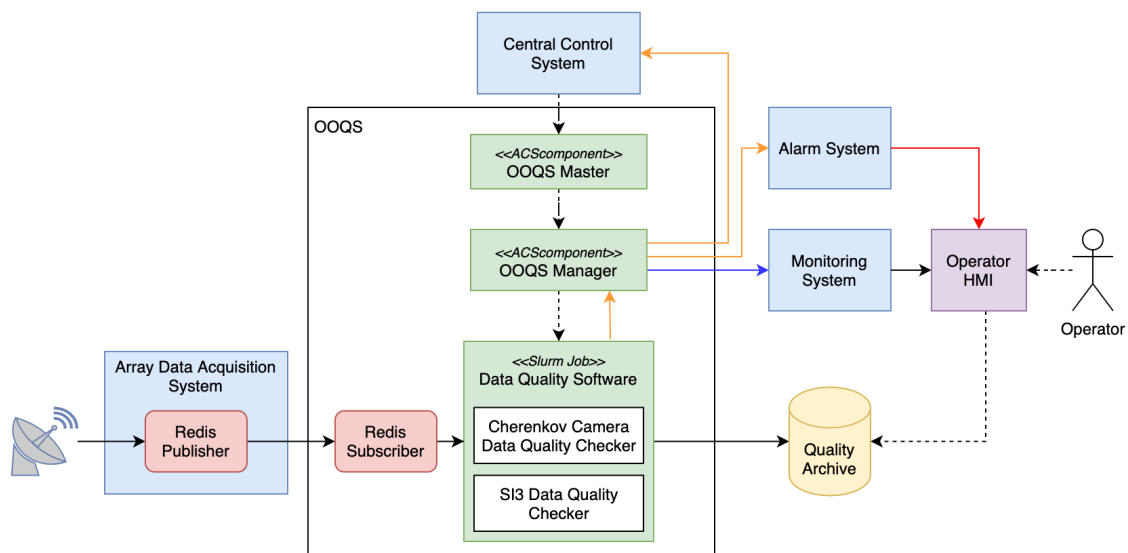 Central Control
System
OOQS
<<ACScomponent>>
OOQS Master
Alarm System
<<ACScomponent>>
OOQS Manager
Monitoring
System
Operator
HMI
Operator
Array Data Acquisition
System
Redis
Publisher
Redis
Subscriber
<<Slurm Job>>
Data Quality Software
Cherenkov Camera
Data Quality Checker
SI3 Data Quality
Checker
Quality
Archive